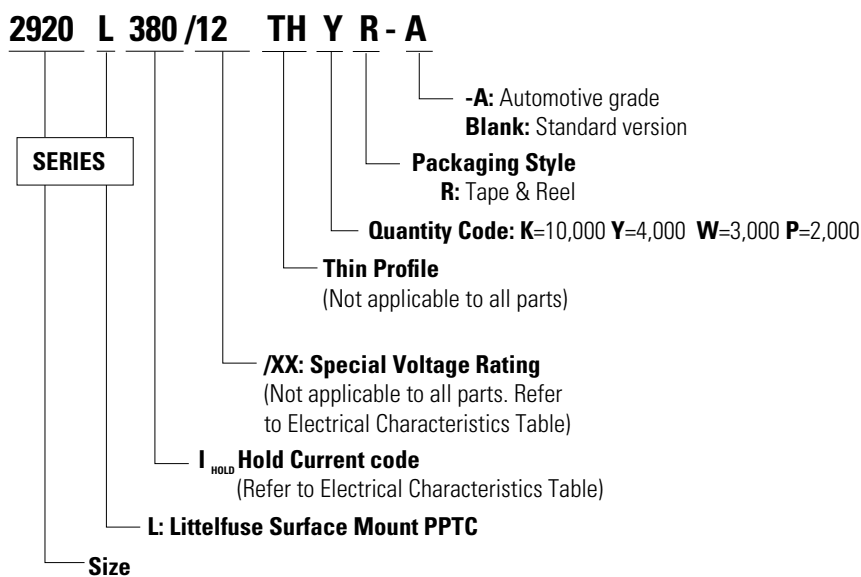 2920 L 380 /12 TH Y R - A
-A: Automotive grade
Blank: Standard version
SERIES
Packaging Style
R: Tape & Reel
Quantity Code: K=10,000 Y=4,000 W=3,000 P=2,000
Thin Profile
(Not applicable to all parts)
/XX: Special Voltage Rating
(Not applicable to all parts. Refer
to Electrical Characteristics Table)
I HOLD Hold Current code
(Refer to Electrical Characteristics Table)
L: Littelfuse Surface Mount PPTC
Size